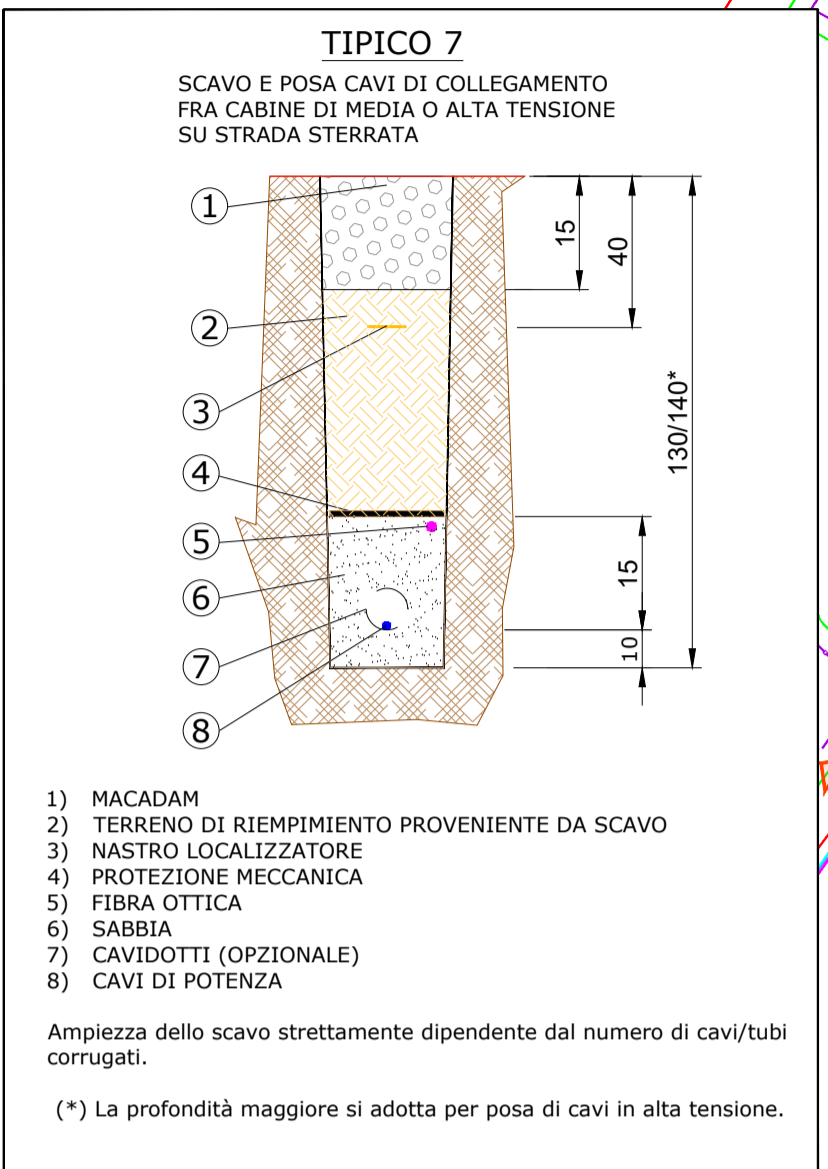 TIPICO 7
SCAVO E POSA CAVI DI COLLEGAMENTO
FRA CABINE DI MEDIA O ALTA TENSIONE
SU STRADA STERRATA
1
2
3
4
5
6
7
8
15
40
130/140*
15
10
1) MACADAM
2) TERRENO DI RIEMPIMENTO PROVENIENTE DA SCAVO
3) NASTRO LOCALIZZATORE
4) PROTEZIONE MECCANICA
5) FIBRA OTTICA
6) SABBIA
7) CAVIDOTTI (OPZIONALE)
8) CAVI DI POTENZA
Ampiezza dello scavo strettamente dipendente dal numero di cavi/tubi
corrugati.
(*) La profondità maggiore si adotta per posa di cavi in alta tensione.